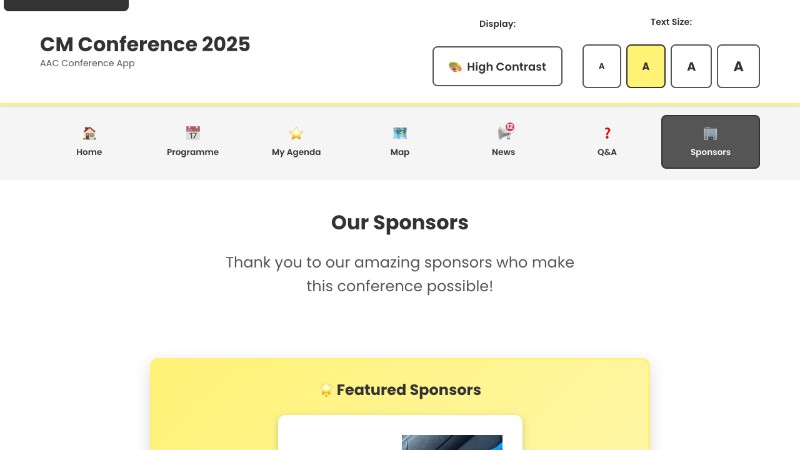 CM Conference 2025
AAC Conference App
Display:
High Contrast
Text Size:
A
A
A
A
Home
17
Programme
My Agenda
Map
12
News
?
Q&A
Sponsors
Our Sponsors
Thank you to our amazing sponsors who make
this conference possible!
Featured Sponsors